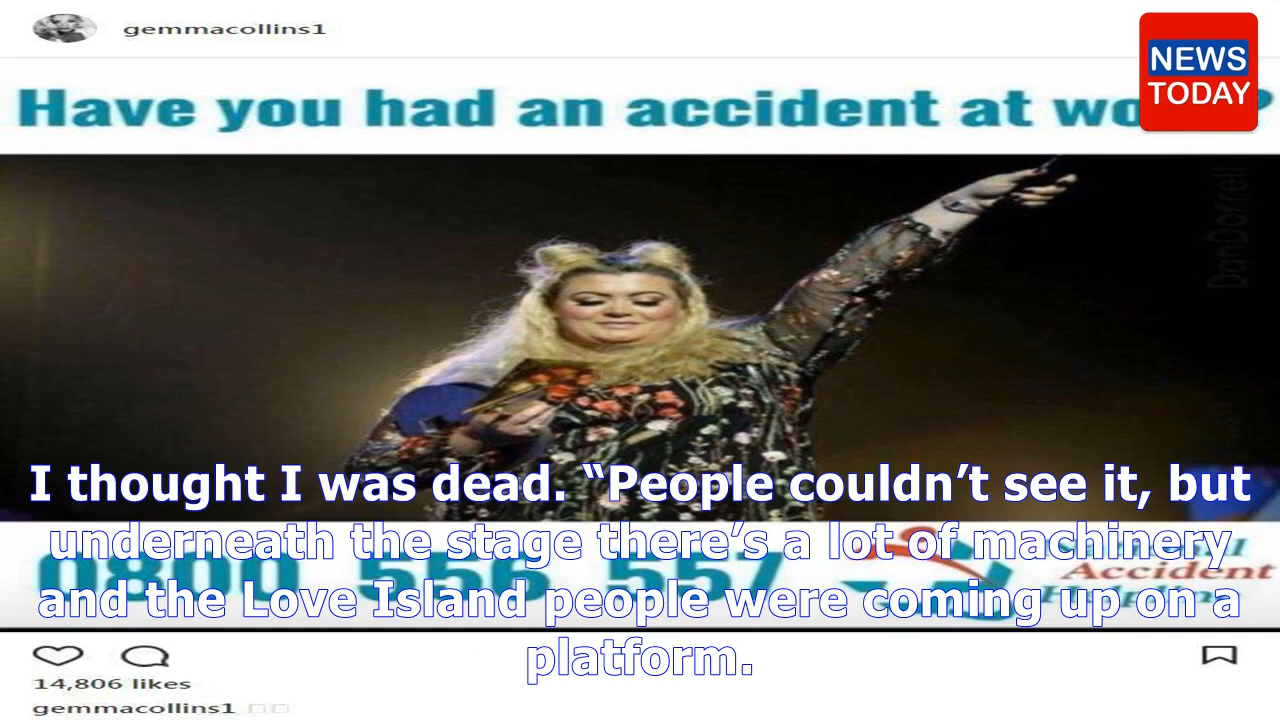 gemmacollins1
NEWS
TODAY
Have you had an accident at wo ?
DanDorrell
I thought I was dead. “People couldn’t see it, but
underneath the stage there’s a lot of machinery
and the Love Island people were coming up on a
platform.
0800 556 557
Accident
14,806 likes
gemmacollins1